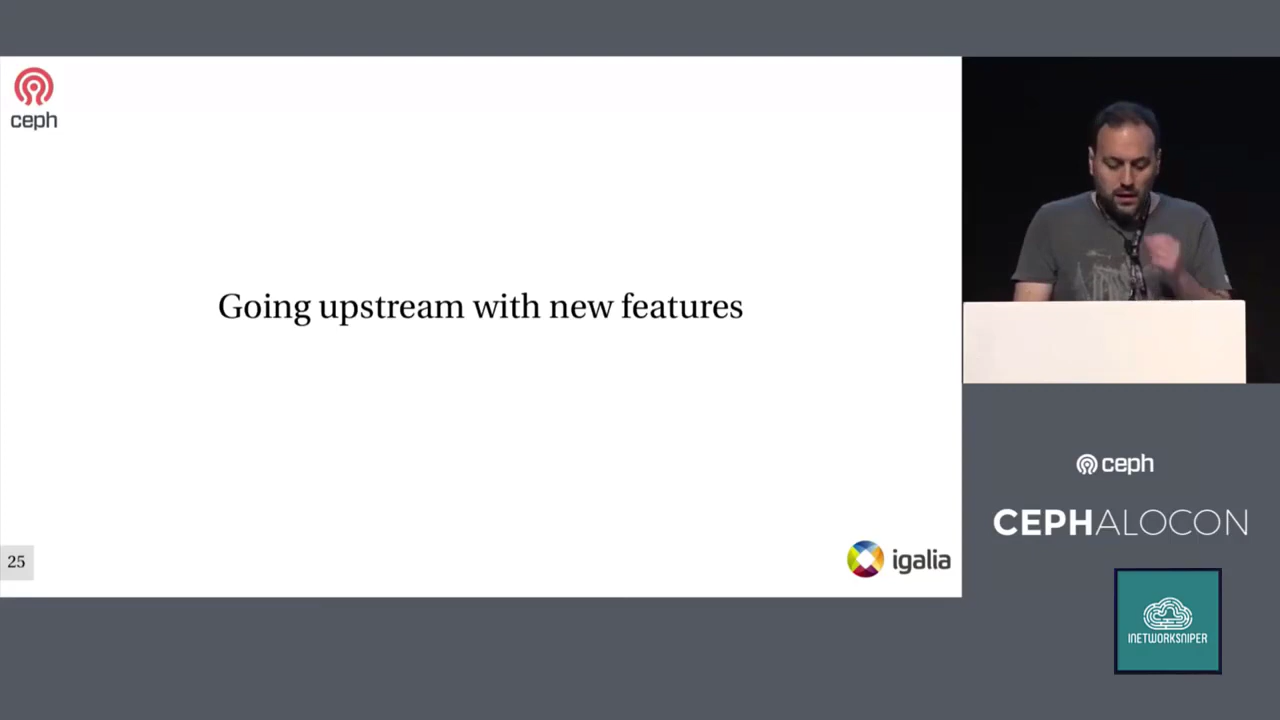 ceph
Going upstream with new features
25
igalia
ceph
CEPHALOCON
INETWORKSNIPER